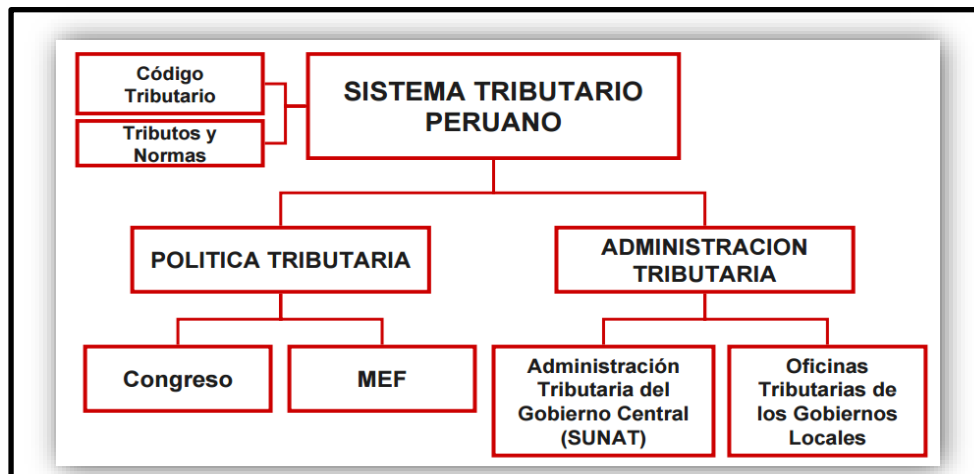 Código
Tributario
Tributos y
Normas
SISTEMA TRIBUTARIO
PERUANO
POLITICA TRIBUTARIA
ADMINISTRACION
TRIBUTARIA
Congreso
MEF
Administración
Tributaria del
Gobierno Central
(SUNAT)
Oficinas
Tributarias de
los Gobiernos
Locales